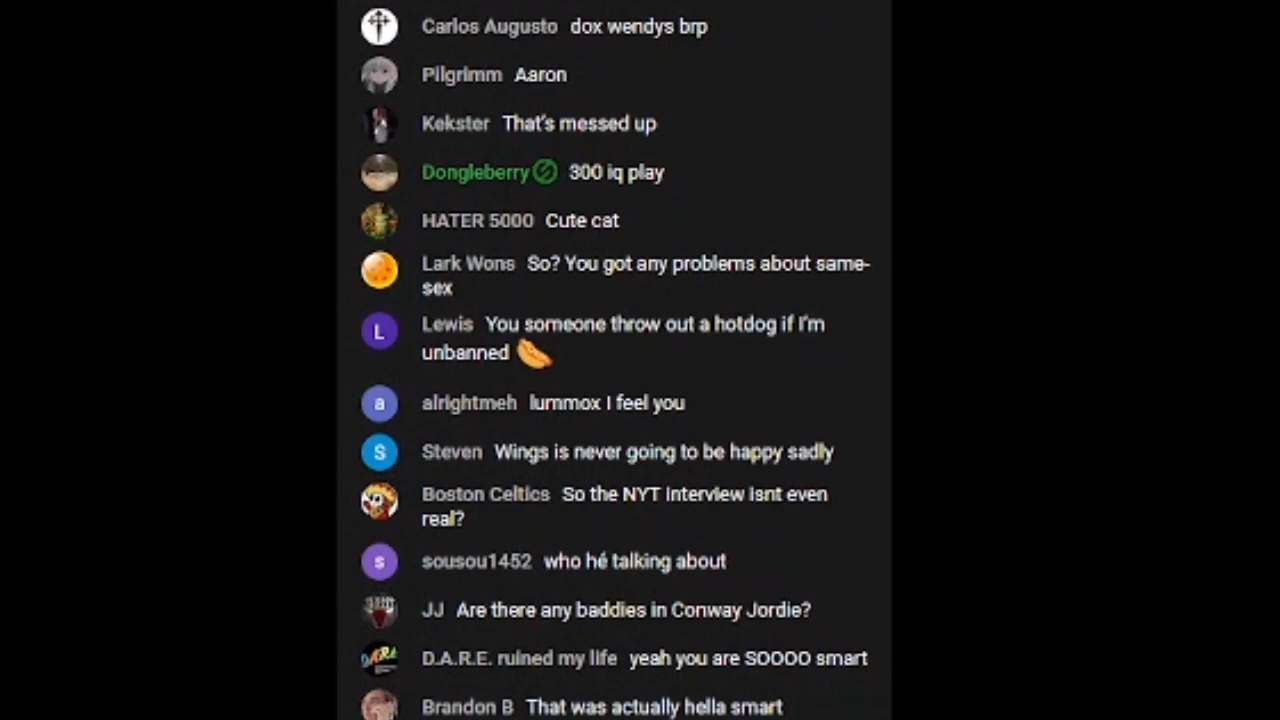 Carlos Augusto dox wendys brp
Pilgrimm Aaron
Kekster That's messed up
Dongleberry 300 iq play
HATER 5000 Cute cat
Lark Wons So? You got any problems about same-
sex
L Lewis You someone throw out a hotdog if I'm
unbanned
a alrightmeh lummox I feel you
S Steven Wings is never going to be happy sadly
Boston Celtics So the NYT interview isnt even
real?
s sousou1452 who hé talking about
JJ Are there any baddies in Conway Jordie?
D.A.R.E. ruined my life yeah you are SOOOO smart
Brandon B That was actually hella smart